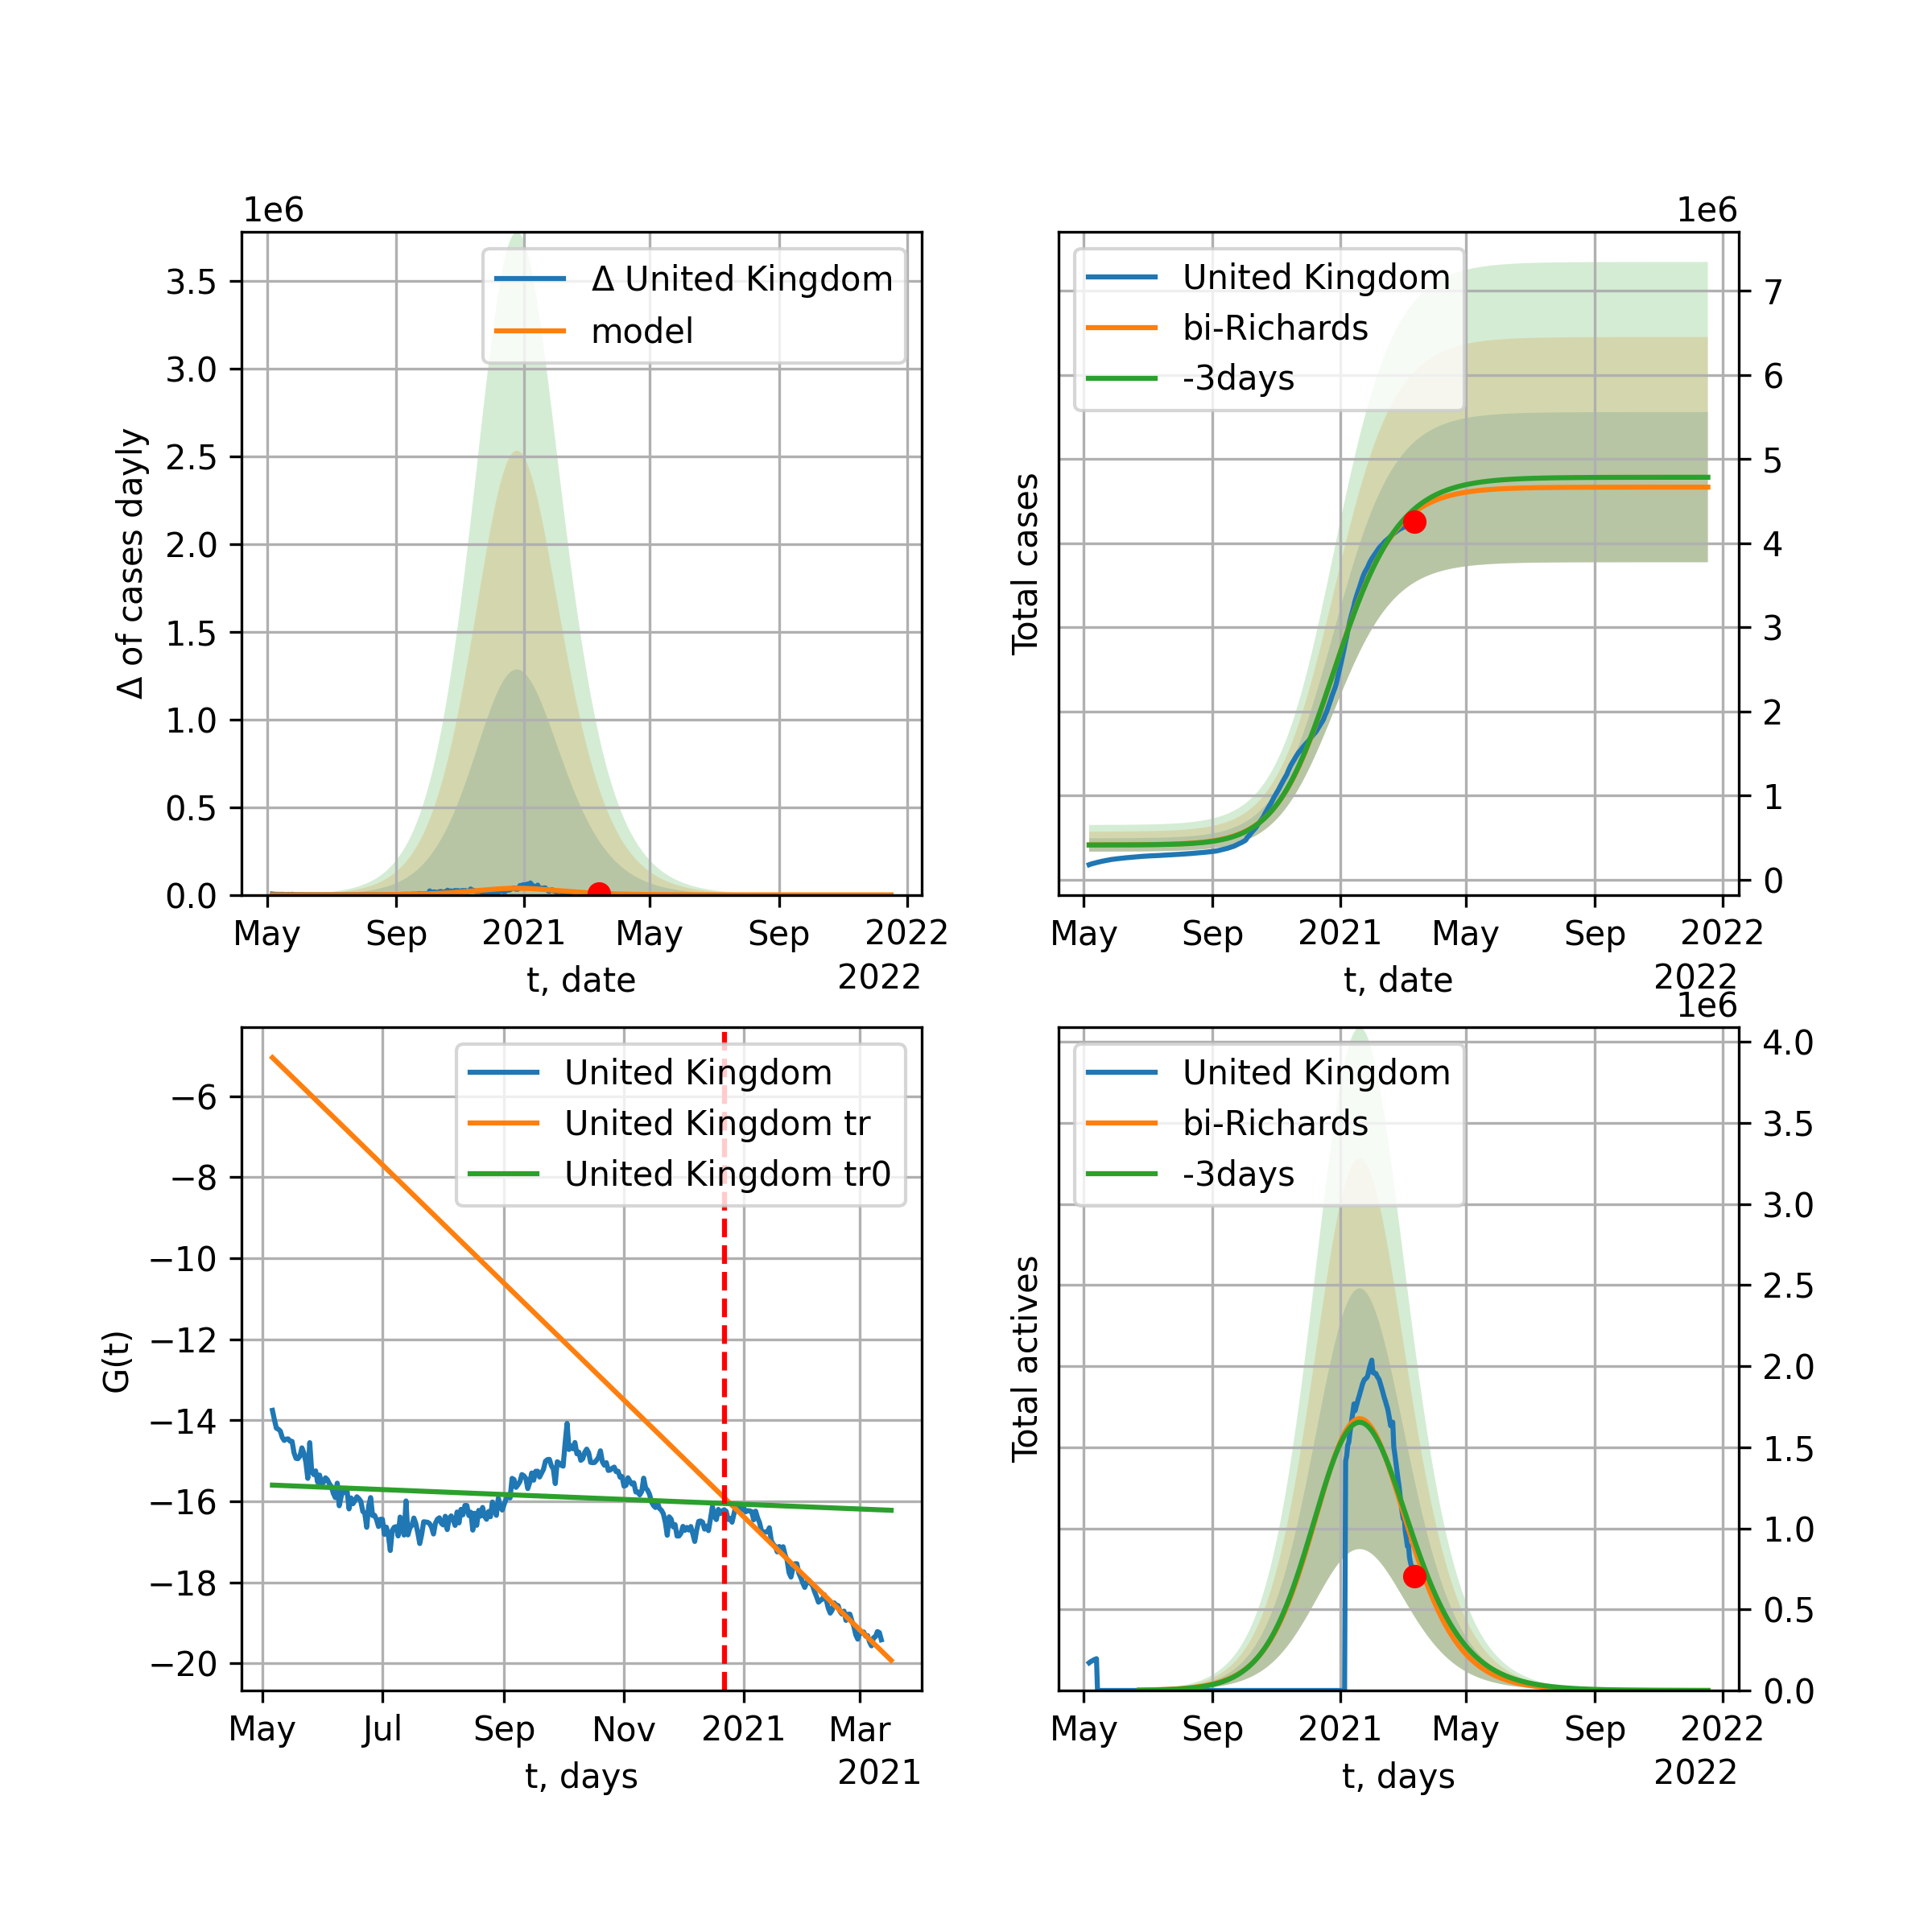 1e6
Δ of cases dayly
3.5
3.0
2.5
2.0
1.5
1.0
0.5
0.0
Δ United Kingdom
model
May Sep 2021 May Sep 2022
t, date
2022
1e6
Total cases
United Kingdom
bi-Richards
-3days
7
6
5
4
3
2
1
0
May Sep 2021 May Sep 2022
t, date
2022
G(t)
−6
−8
−10
−12
−14
−16
−18
−20
United Kingdom
United Kingdom tr
United Kingdom tr0
May Jul Sep Nov 2021 Mar
t, days
2021
1e6
Total actives
United Kingdom
bi-Richards
-3days
4.0
3.5
3.0
2.5
2.0
1.5
1.0
0.5
0.0
May Sep 2021 May Sep 2022
t, days
2022